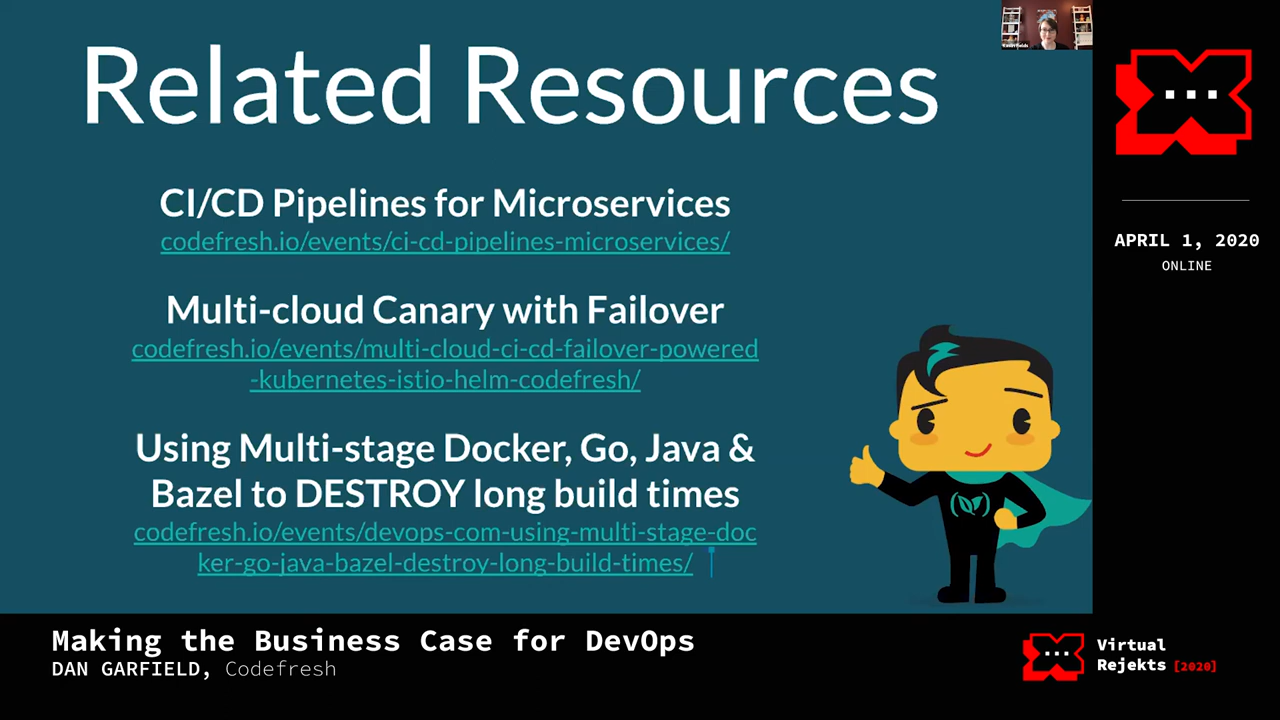 Related Resources
CI/CD Pipelines for Microservices
codefresh.io/events/ci-cd-pipelines-microservices/
Multi-cloud Canary with Failover
codefresh.io/events/multi-cloud-ci-cd-failover-powered
-kubernetes-istio-helm-codefresh/
Using Multi-stage Docker, Go, Java &
Bazel to DESTROY long build times
codefresh.io/events/devops-com-using-multi-stage-doc
ker-go-java-bazel-destroy-long-build-times/
APRIL 1, 2020
ONLINE
Making the Business Case for DevOps
DAN GARFIELD, Codefresh
Virtual
Rejekts [2020]